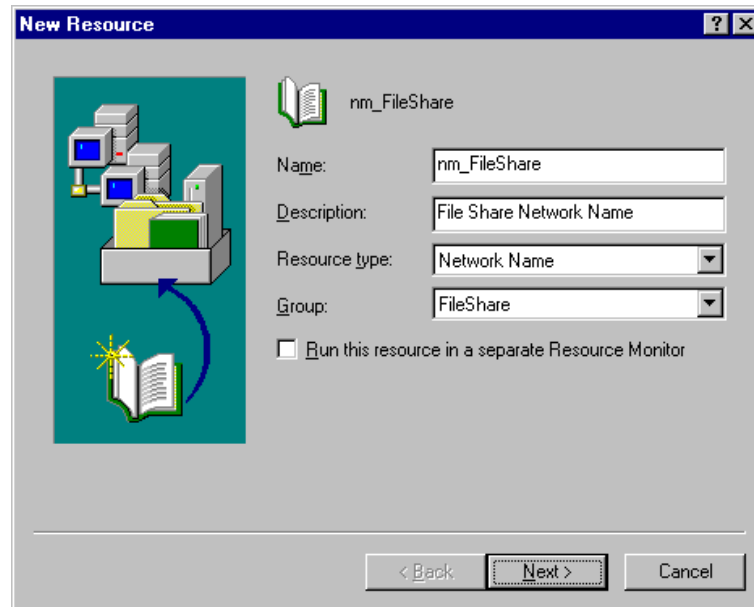 New Resource
nm_FileShare
Name: nm_FileShare
Description: File Share Network Name
Resource type: Network Name
Group: FileShare
Run this resource in a separate Resource Monitor
< Back Next > Cancel